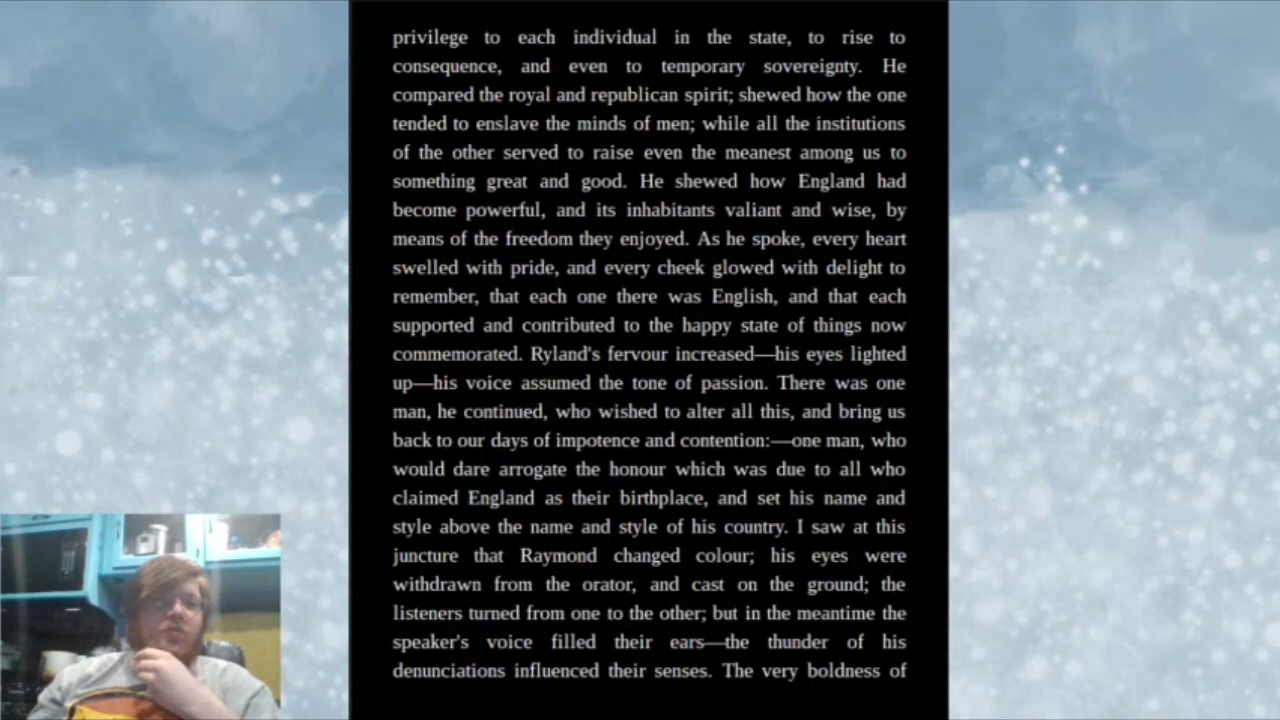 privilege to each individual in the state, to rise to
consequence, and even to temporary sovereignty. He
compared the royal and republican spirit; shewed how the one
tended to enslave the minds of men; while all the institutions
of the other served to raise even the meanest among us to
something great and good. He shewed how England had
become powerful, and its inhabitants valiant and wise, by
means of the freedom they enjoyed. As he spoke, every heart
swelled with pride, and every cheek glowed with delight to
remember, that each one there was English, and that each
supported and contributed to the happy state of things now
commemorated. Ryland's fervour increased—his eyes lighted
up—his voice assumed the tone of passion. There was one
man, he continued, who wished to alter all this, and bring us
back to our days of impotence and contention:—one man, who
would dare arrogate the honour which was due to all who
claimed England as their birthplace, and set his name and
style above the name and style of his country. I saw at this
juncture that Raymond changed colour; his eyes were
withdrawn from the orator, and cast on the ground; the
listeners turned from one to the other; but in the meantime the
speaker's voice filled their ears—the thunder of his
denunciations influenced their senses. The very boldness of